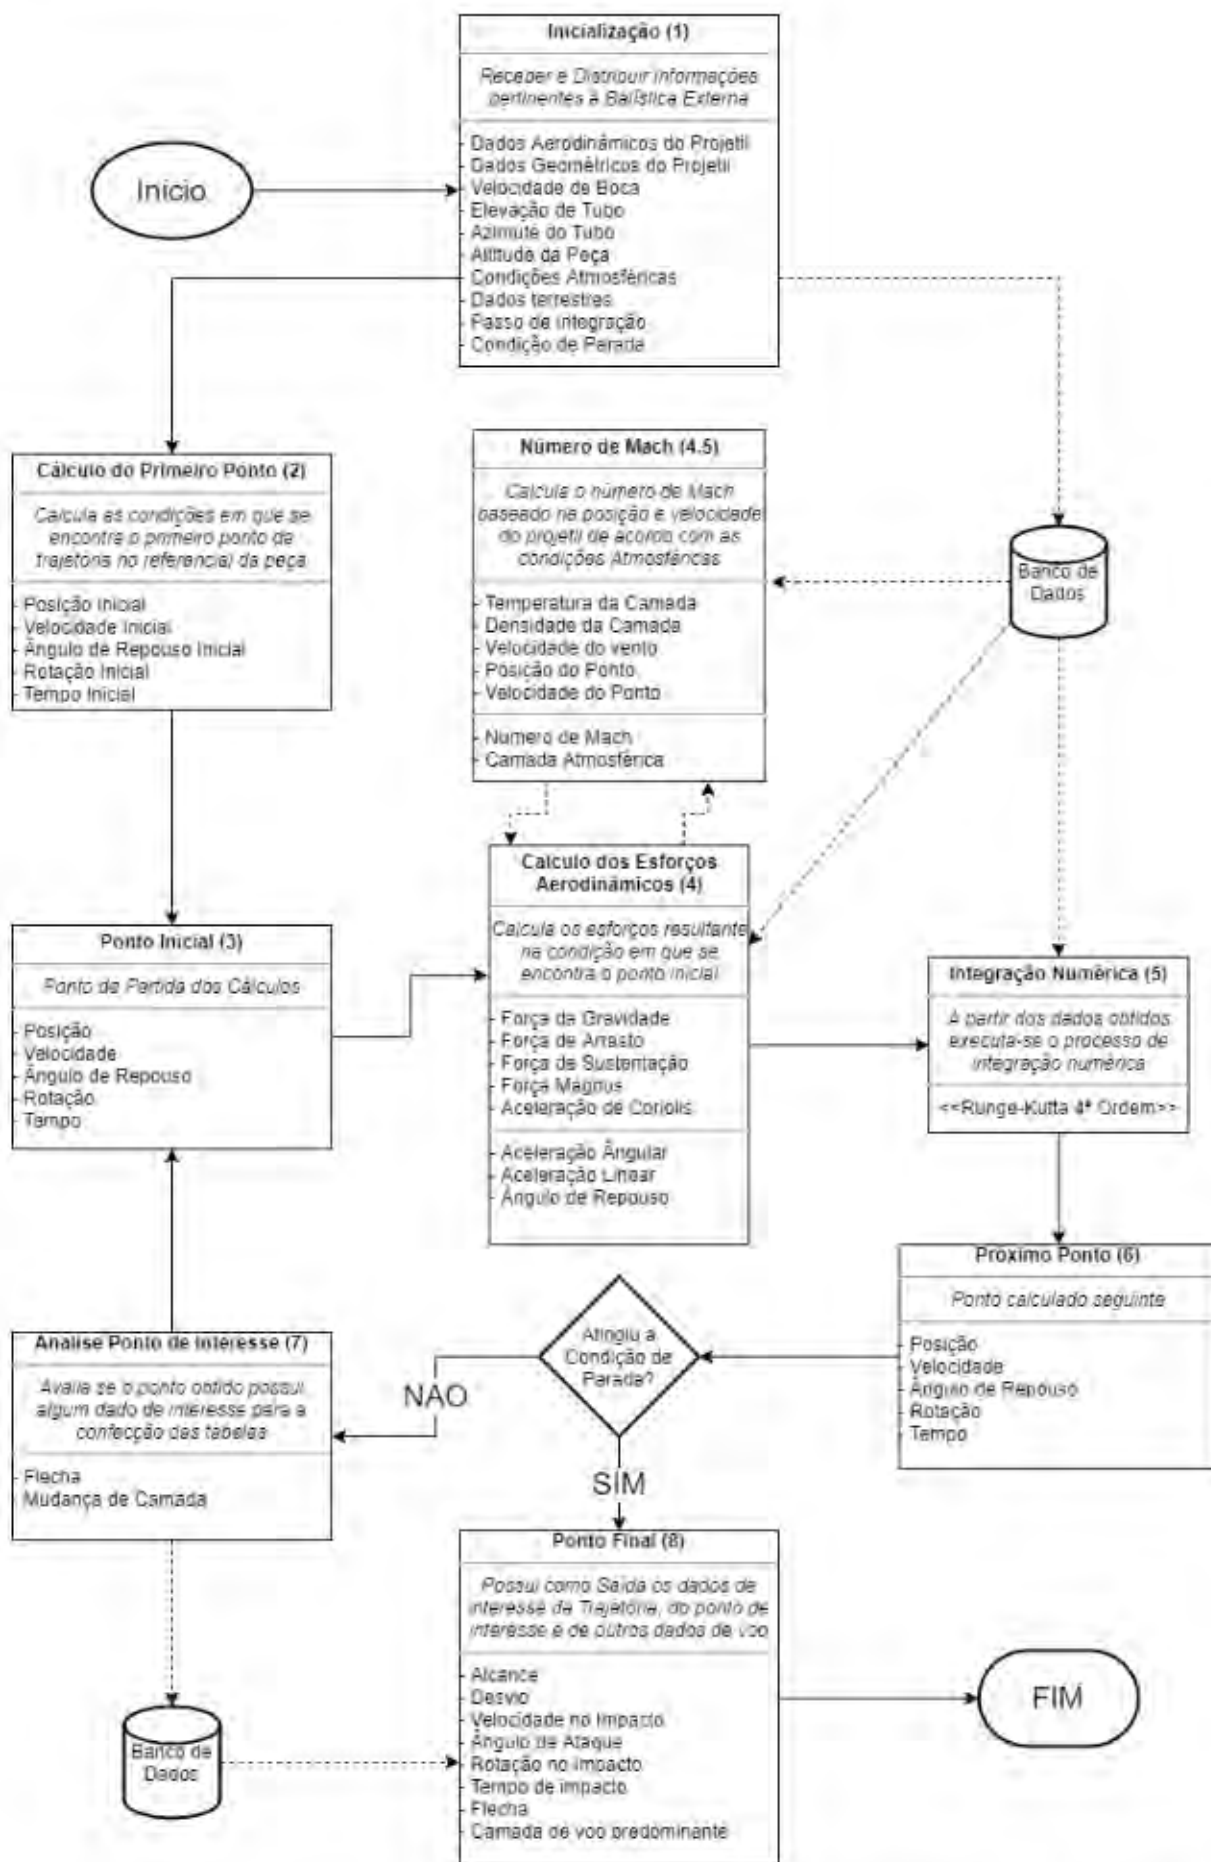 Inicialização (1)
Receber e Distribuir informações
pertinentes à Balística Externa
- Dados Aerodinâmicos do Projetil
- Dados Geométricos do Projetil
- Velocidade de Boca
- Elevação de Tubo
- Azimute do Tubo
- Altitude da Peça
- Condições Atmosféricas
- Dados terrestres
- Passo de integração
- Condição de Parada
Início
Cálculo do Primeiro Ponto (2)
Calcula as condições em que se
encontra o primeiro ponto da
trajetória no referencial da peça
- Posição Inicial
- Velocidade Inicial
- Ângulo de Repouso Inicial
- Rotação Inicial
- Tempo Inicial
Número de Mach (4.5)
Calcula o número de Mach
baseado na posição e velocidade
do projetil de acordo com as
condições Atmosféricas
- Temperatura da Camada
- Densidade da Camada
- Velocidade do vento
- Posição do Ponto
- Velocidade do Ponto
- Número de Mach
- Camada Atmosférica
Banco de
Dados
Ponto Inicial (3)
Ponto de Partida dos Cálculos
- Posição
- Velocidade
- Ângulo de Repouso
- Rotação
- Tempo
Calculo dos Esforços
Aerodinâmicos (4)
Calcula os esforços resultante
na condição em que se
encontra o ponto inicial
- Força da Gravidade
- Força de Arrasto
- Força de Sustentação
- Força Magnus
- Aceleração de Coriolis
- Aceleração Ângular
- Aceleração Linear
- Ângulo de Repouso
Integração Numérica (5)
A partir dos dados obtidos
executa-se o processo de
integração numérica
<<Runge-Kutta 4ª Ordem>>
Próximo Ponto (6)
Ponto calculado seguinte
- Posição
- Velocidade
- Ângulo de Repouso
- Rotação
- Tempo
Atingiu a
Condição de
Parada?
NÃO
SIM
Analise Ponto de Interesse (7)
Avalia se o ponto obtido possui
algum dado de interesse para a
confecção das tabelas
- Flecha
- Mudança de Camada
Banco de
Dados
Ponto Final (8)
Possui como Saída os dados de
interesse da Trajetória, do ponto de
interesse e de outros dados de voo
- Alcance
- Desvio
- Velocidade no Impacto
- Ângulo de Ataque
- Rotação no Impacto
- Tempo de impacto
- Flecha
- Camada de voo predominante
FIM